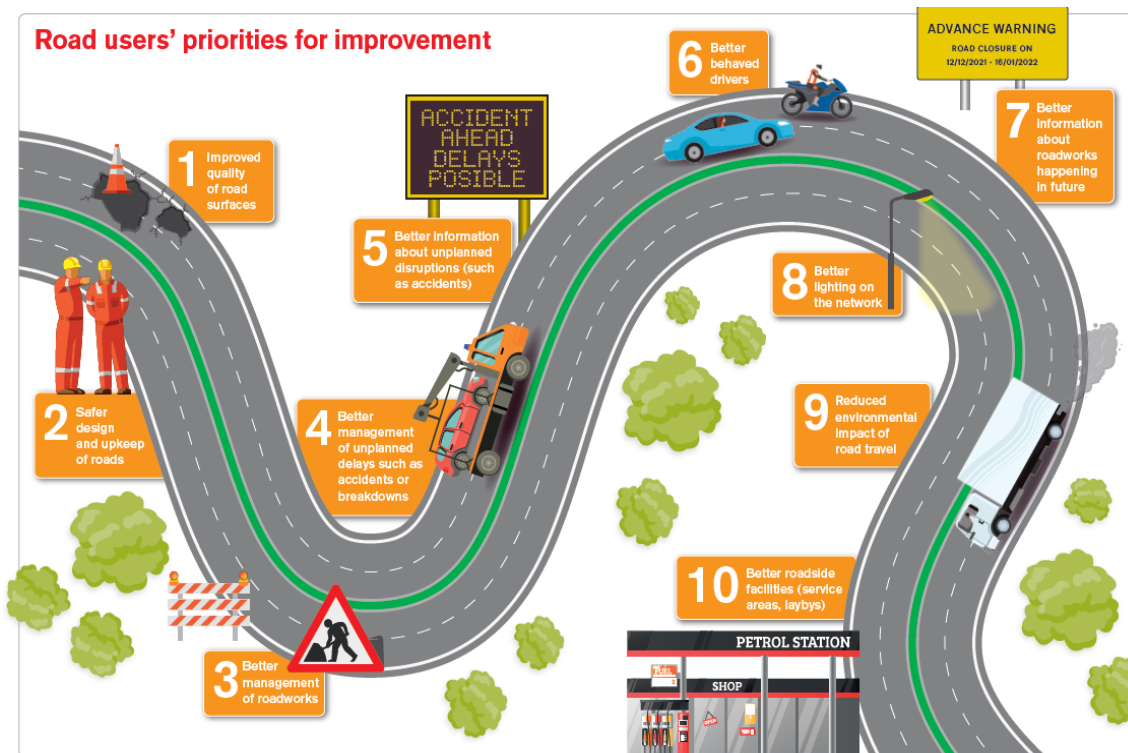 Road users' priorities for improvement
1
Improved
quality
of road
surfaces
2
Safer
design
and upkeep
of roads
3
Better
management
of roadworks
4
Better
management
of unplanned
delays such as
accidents or
breakdowns
ACCIDENT
AHEAD
DELAYS
POSIBLE
5
Better information
about unplanned
disruptions (such
as accidents)
6
Better
behaved
drivers
ADVANCE WARNING
ROAD CLOSURE ON
12/12/2021 - 16/01/2022
7
Better
information
about
roadworks
happening
in future
8
Better
lighting on
the network
9
Reduced
environmental
impact of
road travel
10
Better roadside
facilities (service
areas, laybys)
PETROL STATION
FUEL
SHOP
OPEN